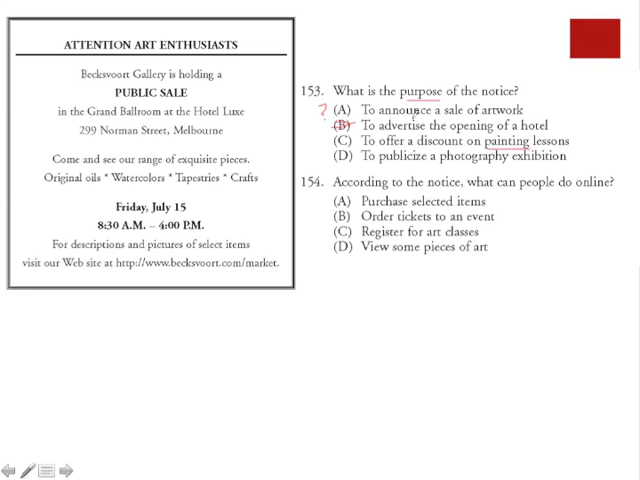 ATTENTION ART ENTHUSIASTS
Becksvoort Gallery is holding a
PUBLIC SALE
in the Grand Ballroom at the Hotel Luxe
299 Norman Street, Melbourne
Come and see our range of exquisite pieces.
Original oils * Watercolors * Tapestries * Crafts
Friday, July 15
8:30 A.M. – 4:00 P.M.
For descriptions and pictures of select items
visit our Web site at http://www.becksvoort.com/market.
153. What is the purpose of the notice?
? (A) To announce a sale of artwork
(B) To advertise the opening of a hotel
(C) To offer a discount on painting lessons
(D) To publicize a photography exhibition
154. According to the notice, what can people do online?
(A) Purchase selected items
(B) Order tickets to an event
(C) Register for art classes
(D) View some pieces of art